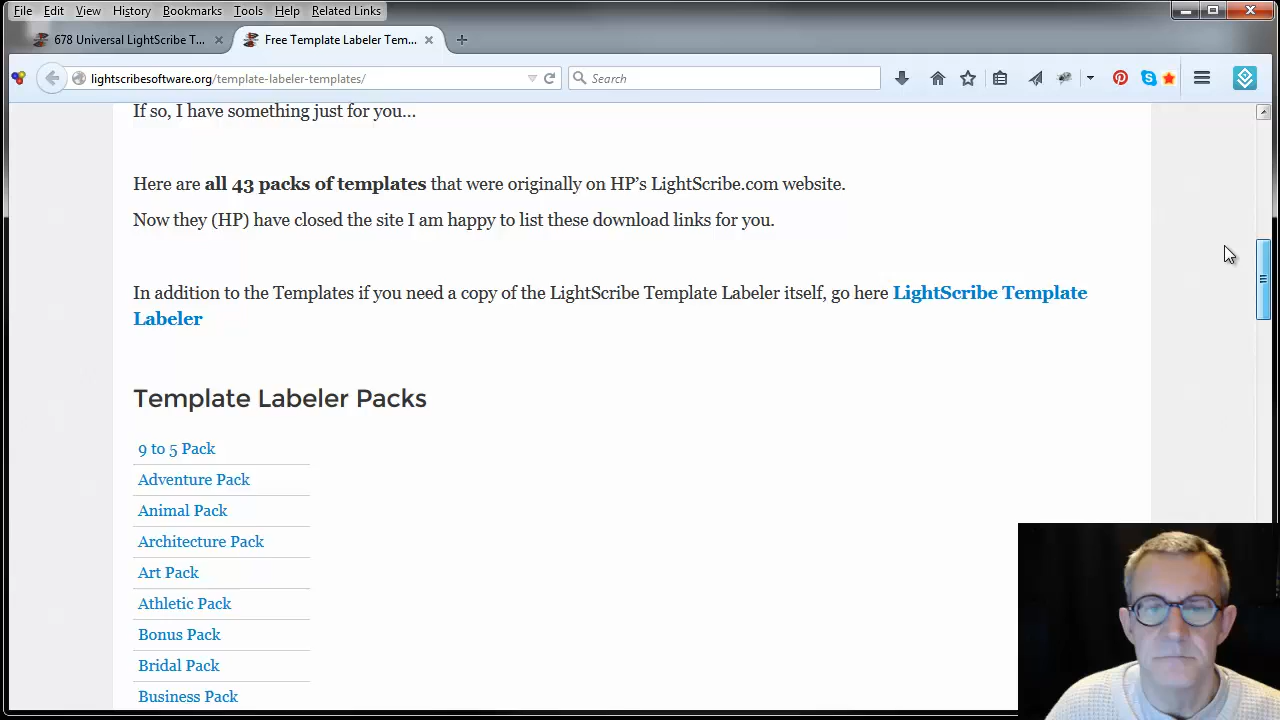 File Edit View History Bookmarks Tools Help Related Links
678 Universal LightScribe T... Free Template Labeler Tem...
lightscribesoftware.org/template-labeler-templates/ Search
If so, I have something just for you...
Here are all 43 packs of templates that were originally on HP's LightScribe.com website.
Now they (HP) have closed the site I am happy to list these download links for you.
In addition to the Templates if you need a copy of the LightScribe Template Labeler itself, go here LightScribe Template
Labeler
Template Labeler Packs
9 to 5 Pack
Adventure Pack
Animal Pack
Architecture Pack
Art Pack
Athletic Pack
Bonus Pack
Bridal Pack
Business Pack